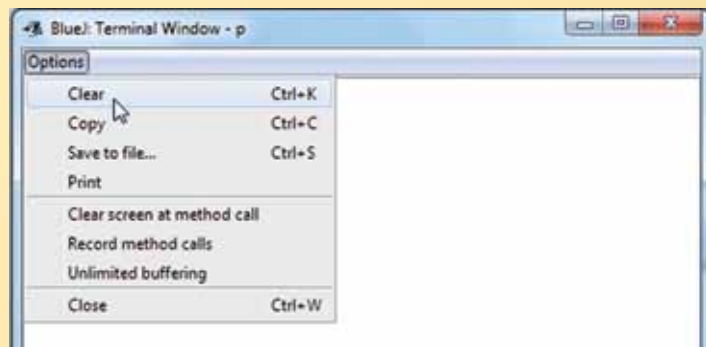 BlueJ: Terminal Window - p
Options
Clear Ctrl+K
Copy Ctrl+C
Save to file... Ctrl+S
Print
Clear screen at method call
Record method calls
Unlimited buffering
Close Ctrl+W